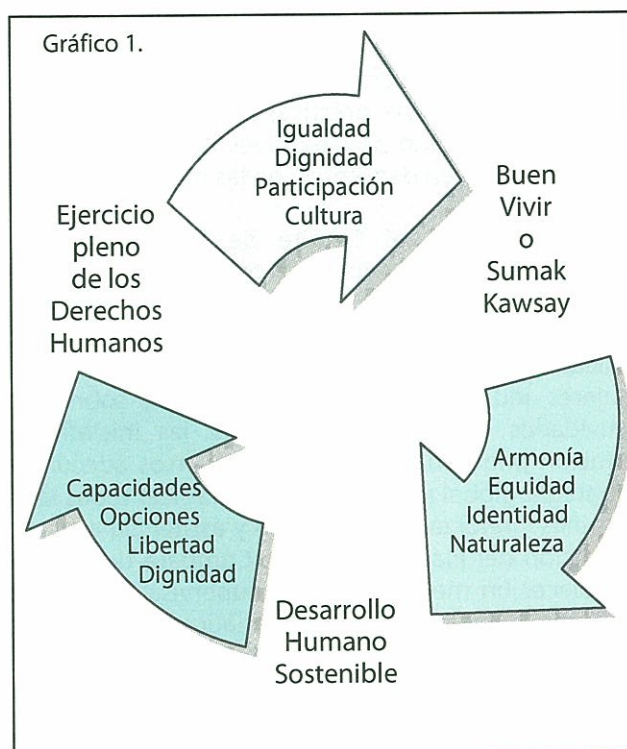 Gráfico 1.
Igualdad
Dignidad
Participación
Cultura
Buen
Vivir
o
Sumak
Kawsay
Armonía
Equidad
Identidad
Naturaleza
Desarrollo
Humano
Sostenible
Capacidades
Opciones
Libertad
Dignidad
Ejercicio
pleno
de los
Derechos
Humanos